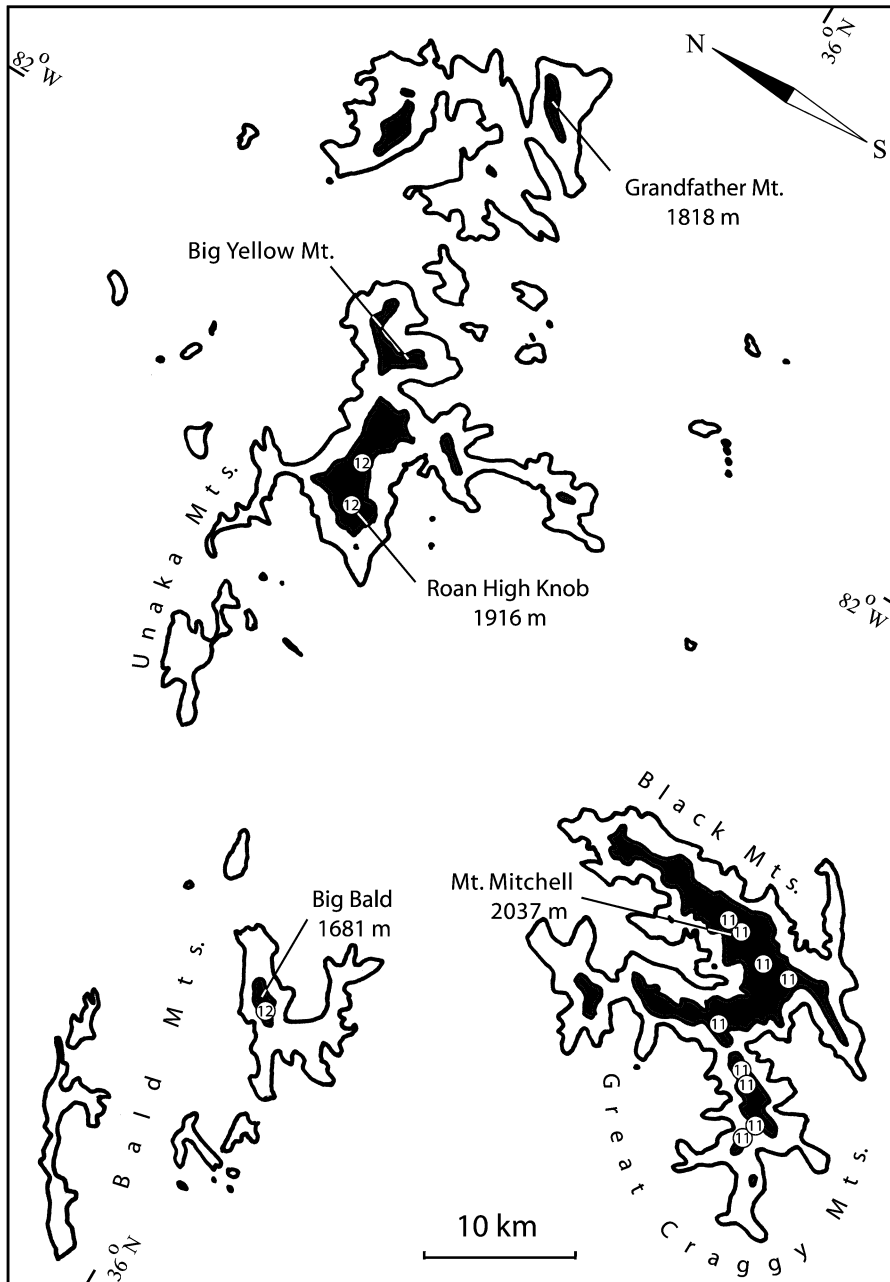 82° W
36° N
N
S
Grandfather Mt.
1818 m
Big Yellow Mt.
12
12
Unaka Mts.
Roan High Knob
1916 m
82° W
Black Mts.
Mt. Mitchell
2037 m
Big Bald
1681 m
11
11
11
11
12
11
11
11
11
11
Bald Mts.
Great Craggy Mts.
10 km
36° N